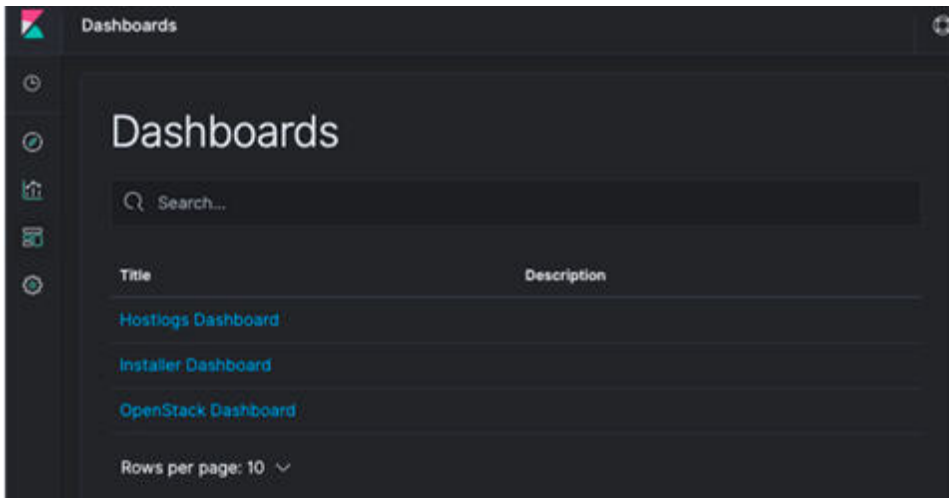 Dashboards
Dashboards
Search...
Title Description
Hostlogs Dashboard
Installer Dashboard
OpenStack Dashboard
Rows per page: 10